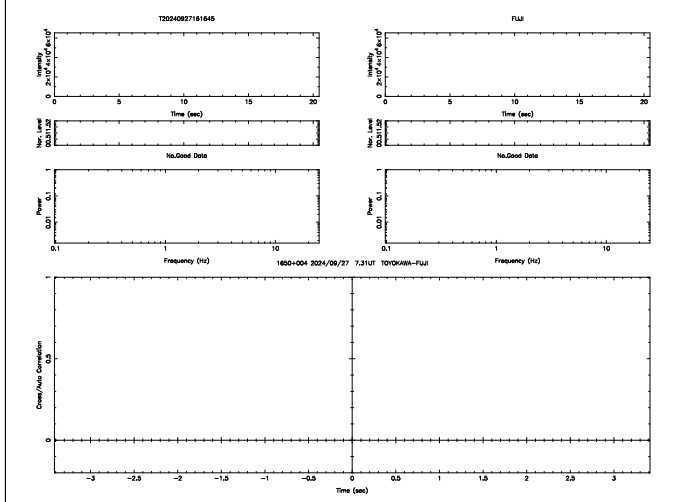 T20240927161645 FUJI
Intensity
0 2×10⁴ 4×10⁴ 6×10⁴
0 5 10 15 20
Time (sec)
Intensity
0 2×10⁴ 4×10⁴ 6×10⁴
0 5 10 15 20
Time (sec)
Nor. Level
00.511.52
Nor. Level
00.511.52
No.Good Data
No.Good Data
Power
0.01 0.1 1
0.1 1 10
Frequency (Hz)
Power
0.01 0.1 1
0.1 1 10
Frequency (Hz)
1650+004 2024/09/27 7.31UT TOYOKAWA-FUJI
Cross/Auto Correlation
0 0.5 1
-3 -2.5 -2 -1.5 -1 -0.5 0 0.5 1 1.5 2 2.5 3
Time (sec)